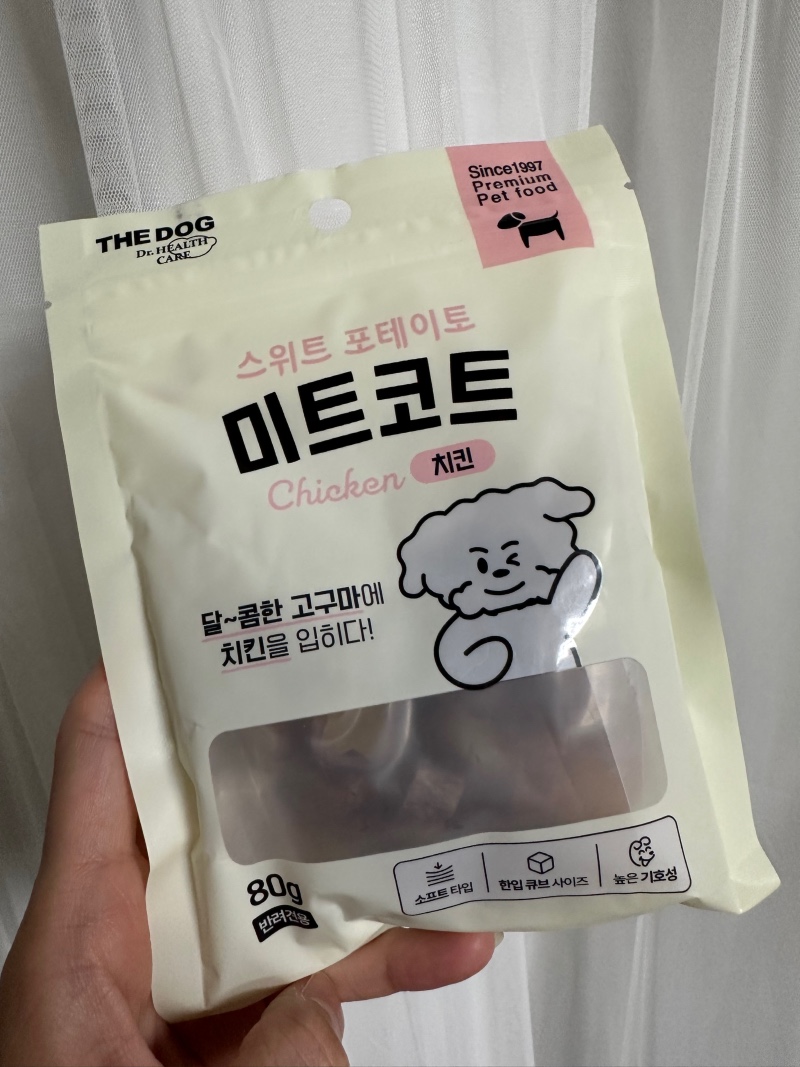 THE DOG
Dr. HEALTH
CARE
Since1997
Premium
Pet food
스위트 포테이토
미트코트
Chicken 치킨
달~콤한 고구마에
치킨을 입히다!
80g
반려견용
소프트 타입
한입 큐브 사이즈
높은 기호성